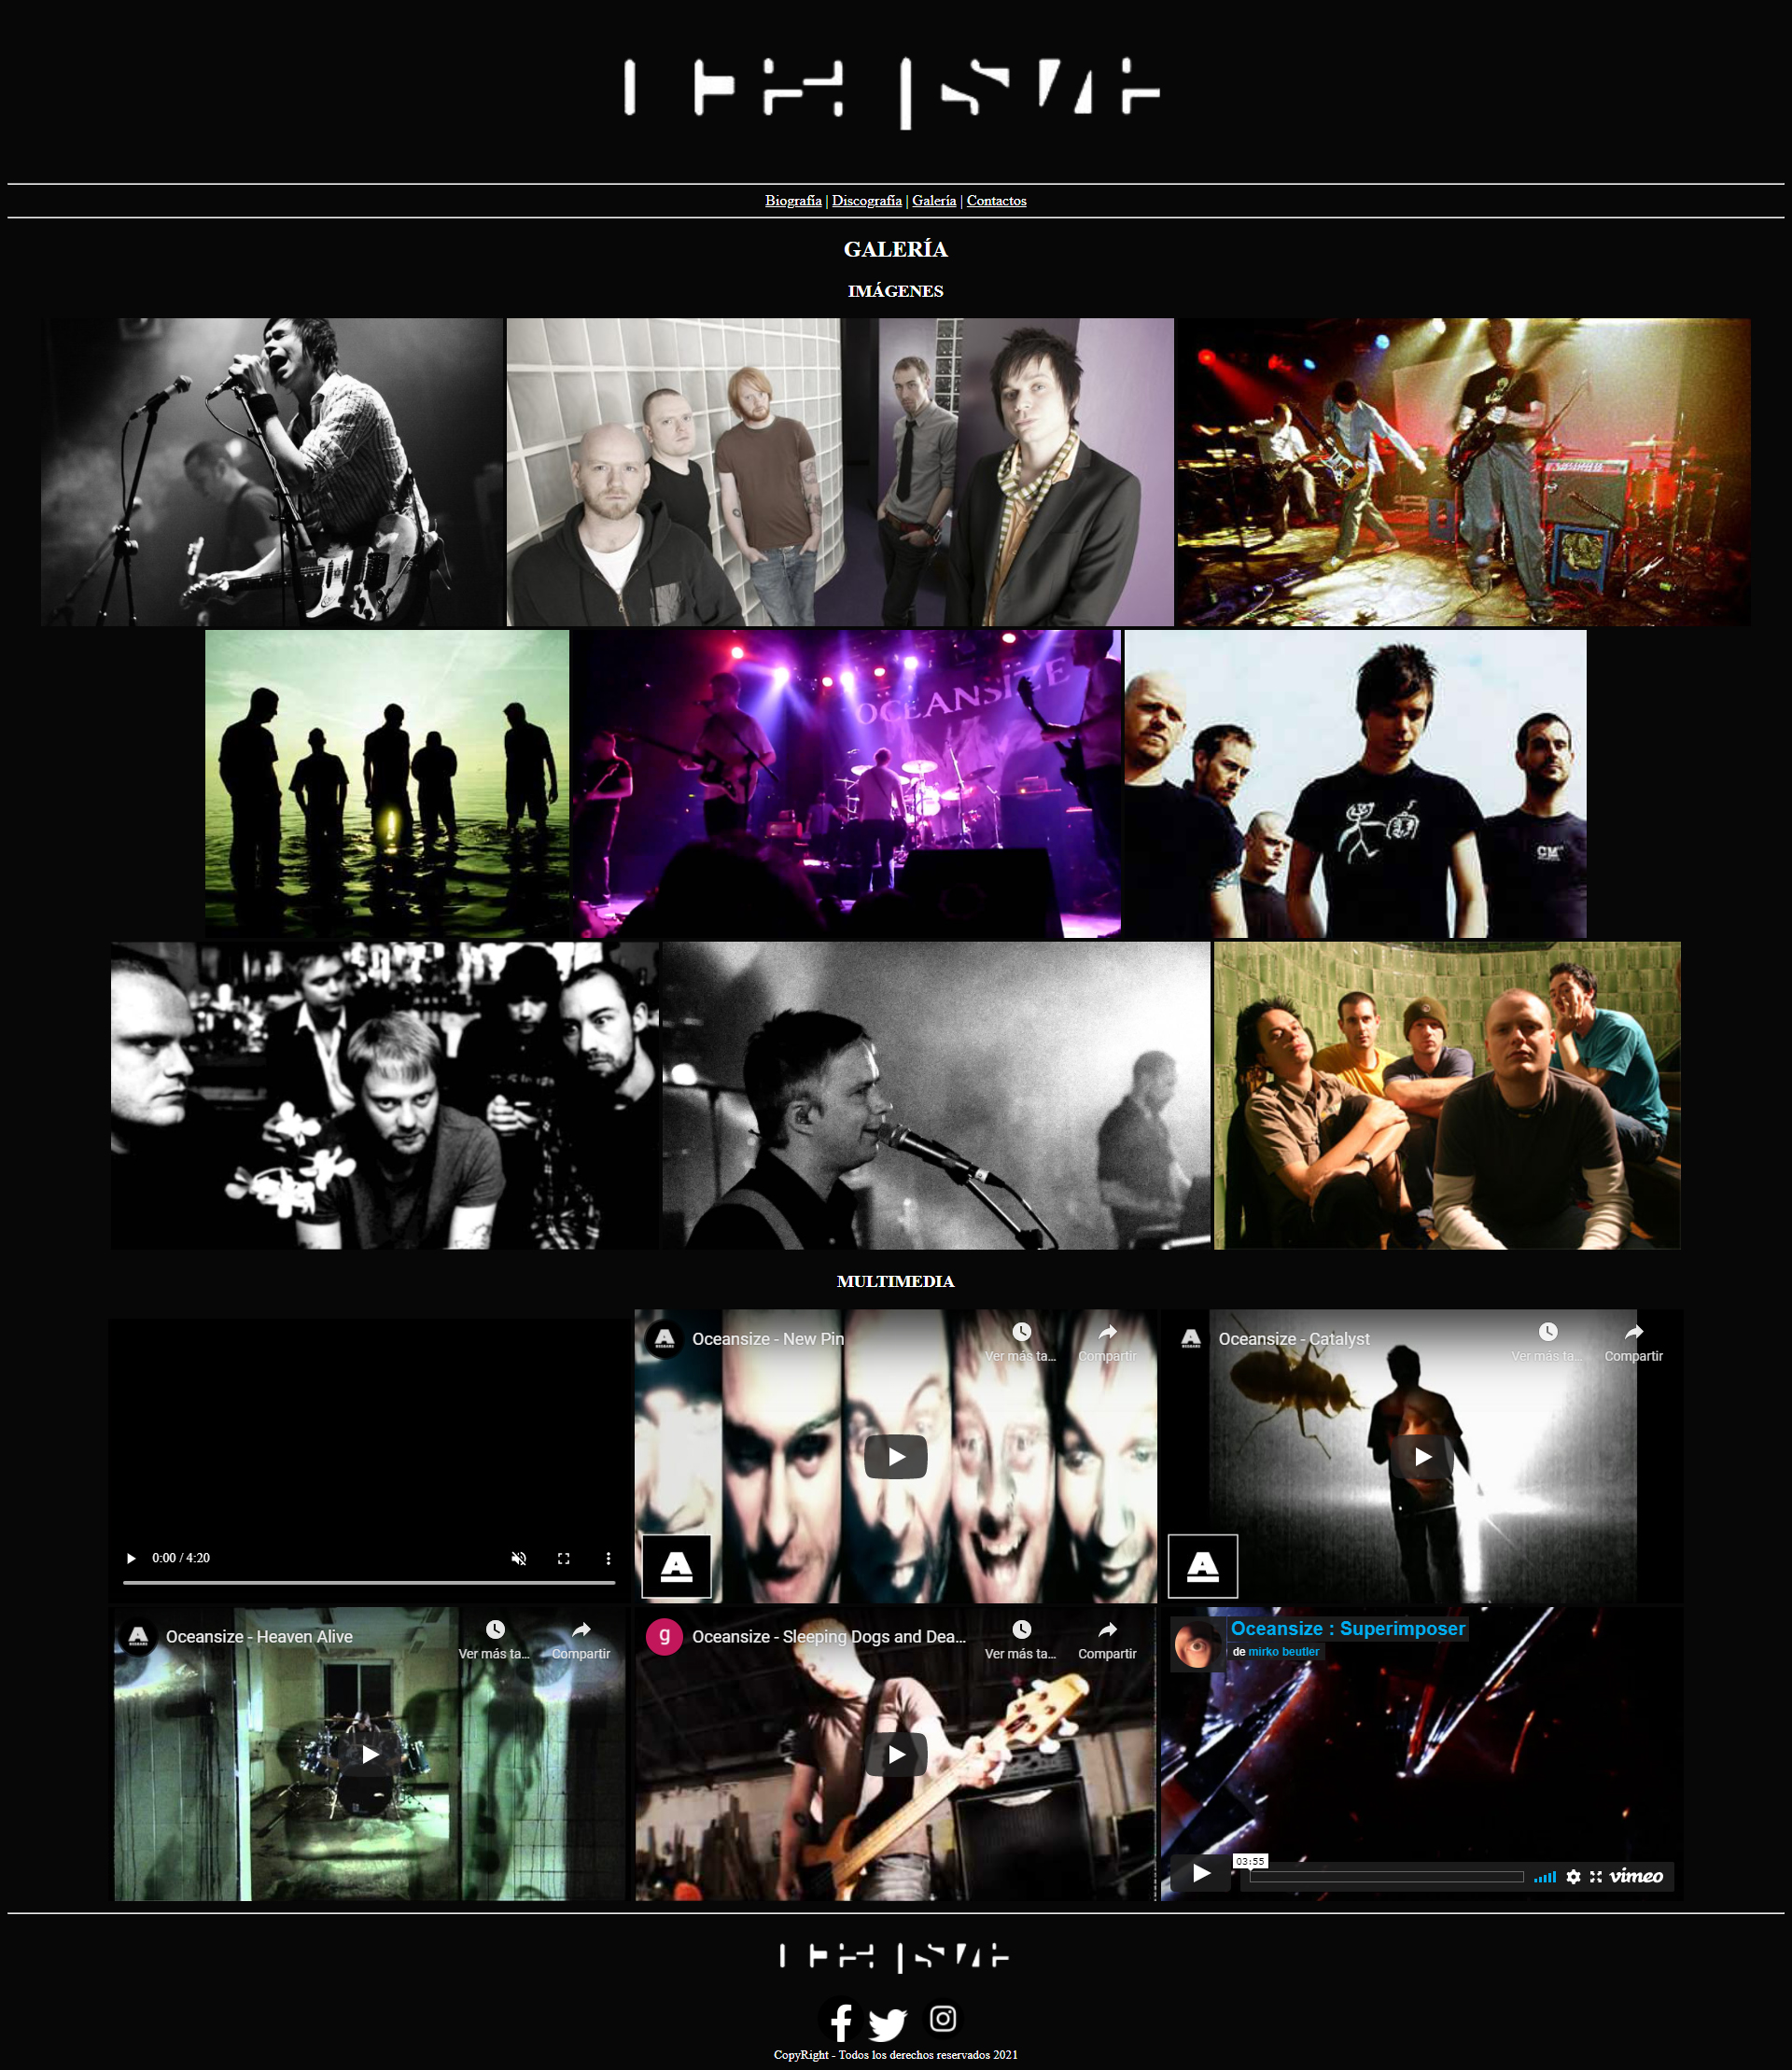 Biografía | Discografía | Galería | Contactos
GALERÍA
IMÁGENES
OCEANSIZE
CM
MULTIMEDIA
0:00 / 4:20
Oceansize - New Pin
Ver más ta...
Compartir
A
Oceansize - Catalyst
Ver más ta...
Compartir
A
Oceansize - Heaven Alive
Ver más ta...
Compartir
g
Oceansize - Sleeping Dogs and Dea...
Ver más ta...
Compartir
Oceansize : Superimposer
de mirko beutler
03:55
vimeo
CopyRight - Todos los derechos reservados 2021